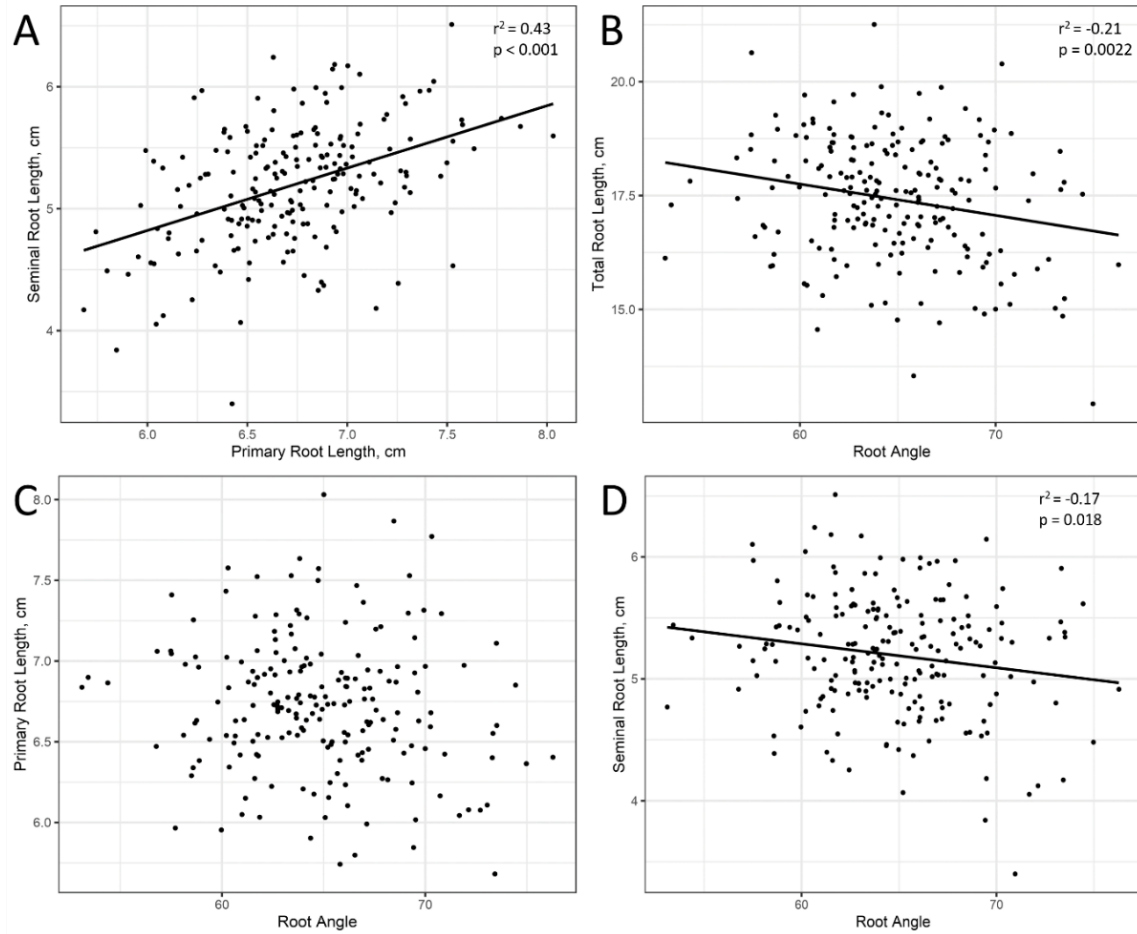 A
r² = 0.43
p < 0.001
Seminal Root Length, cm
6
5
4
6.0 6.5 7.0 7.5 8.0
Primary Root Length, cm
B
r² = -0.21
p = 0.0022
Total Root Length, cm
20.0
17.5
15.0
60 70
Root Angle
C
Primary Root Length, cm
8.0
7.5
7.0
6.5
6.0
60 70
Root Angle
D
r² = -0.17
p = 0.018
Seminal Root Length, cm
6
5
4
60 70
Root Angle